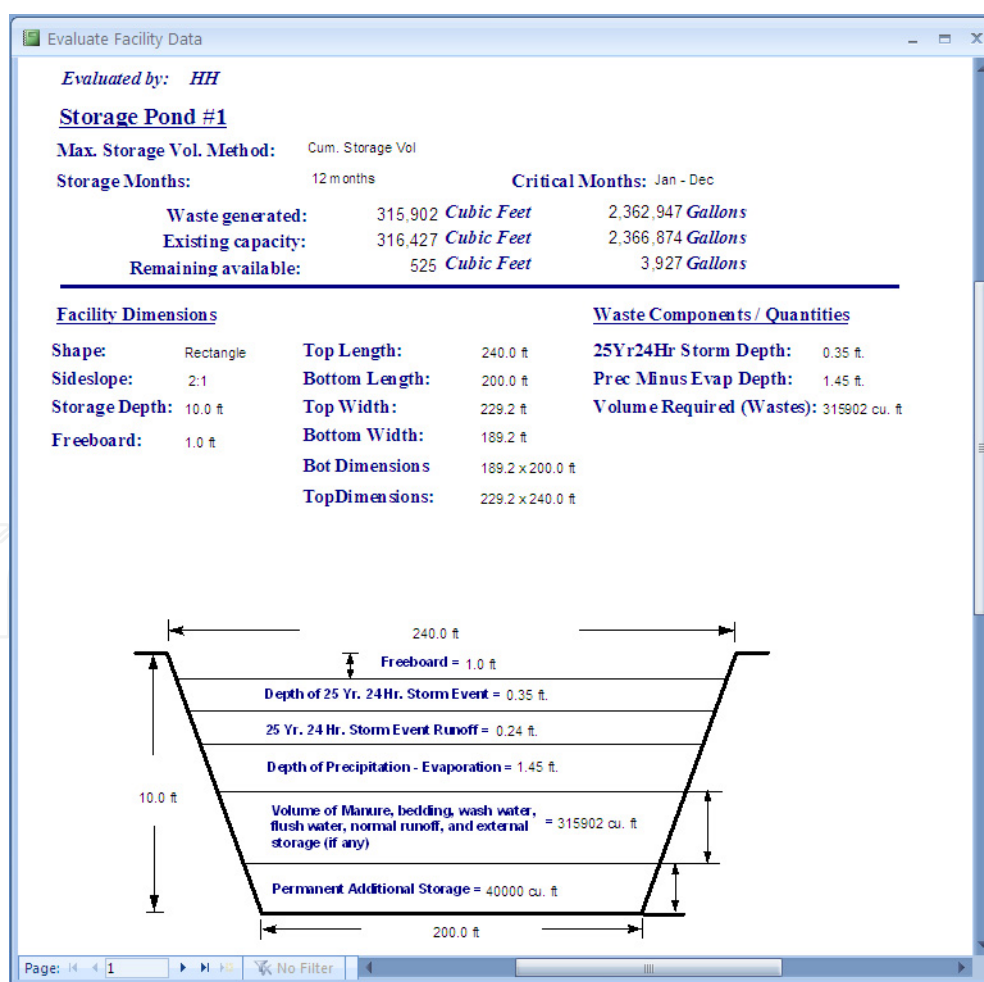 Evaluate Facility Data
Evaluated by: HH
Storage Pond #1
Max. Storage Vol. Method: Cum. Storage Vol
Storage Months: 12 months Critical Months: Jan - Dec
Waste generated: 315,902 Cubic Feet 2,362,947 Gallons
Existing capacity: 316,427 Cubic Feet 2,366,874 Gallons
Remaining available: 525 Cubic Feet 3,927 Gallons
Facility Dimensions Waste Components / Quantities
Shape: Rectangle Top Length: 240.0 ft 25Yr24Hr Storm Depth: 0.35 ft.
Sideslope: 2:1 Bottom Length: 200.0 ft Prec Minus Evap Depth: 1.45 ft.
Storage Depth: 10.0 ft Top Width: 229.2 ft Volume Required (Wastes): 315902 cu. ft
Freeboard: 1.0 ft Bottom Width: 189.2 ft
Bot Dimensions 189.2 x 200.0 ft
TopDimensions: 229.2 x 240.0 ft
240.0 ft
Freeboard = 1.0 ft
Depth of 25 Yr. 24Hr. Storm Event = 0.35 ft.
25 Yr. 24 Hr. Storm Event Runoff = 0.24 ft.
Depth of Precipitation - Evaporation = 1.45 ft.
10.0 ft
Volume of Manure, bedding, wash water,
flush water, normal runoff, and external = 315902 cu. ft
storage (if any)
Permanent Additional Storage = 40000 cu. ft
200.0 ft
Page: 1 No Filter